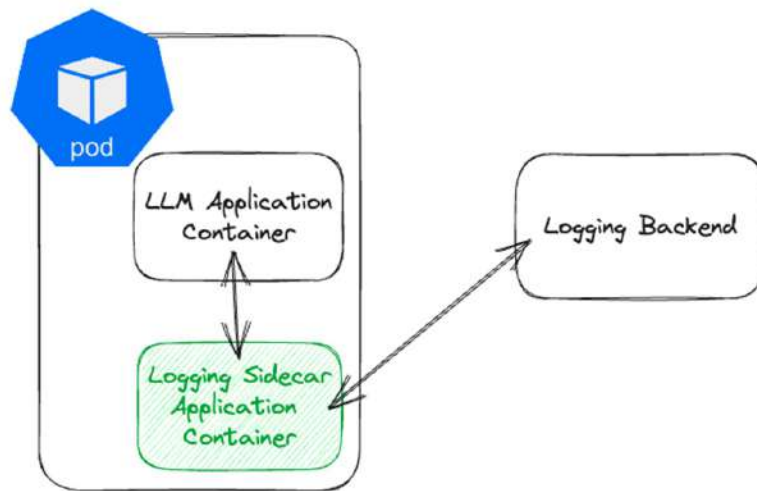 pod
LLM Application
Container
Logging Backend
Logging Sidecar
Application
Container